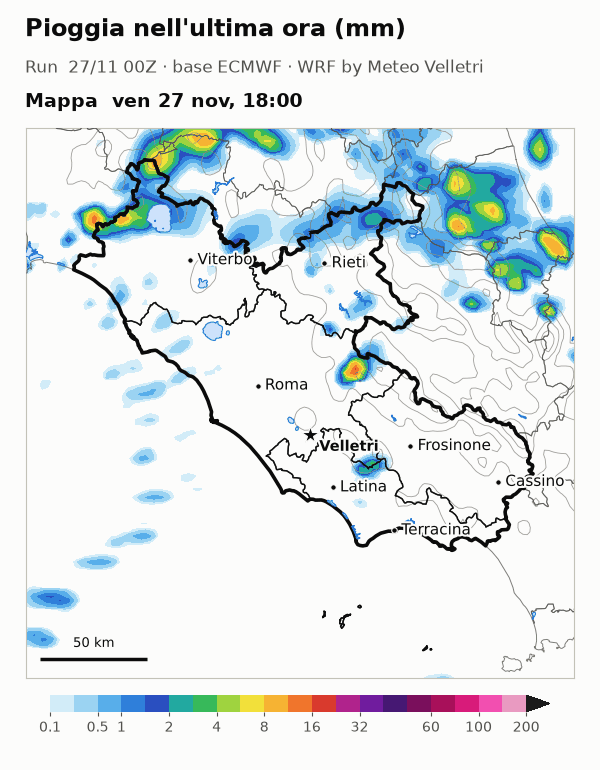 Pioggia nell'ultima ora (mm)
Run  27/11 00Z · base ECMWF · WRF by Meteo Velletri
Mappa  ven 27 nov, 18:00
Viterbo
Rieti
Roma
Velletri
Frosinone
Latina
Cassino
Terracina
50 km
0.1 0.5 1 2 4 8 16 32 60 100 200